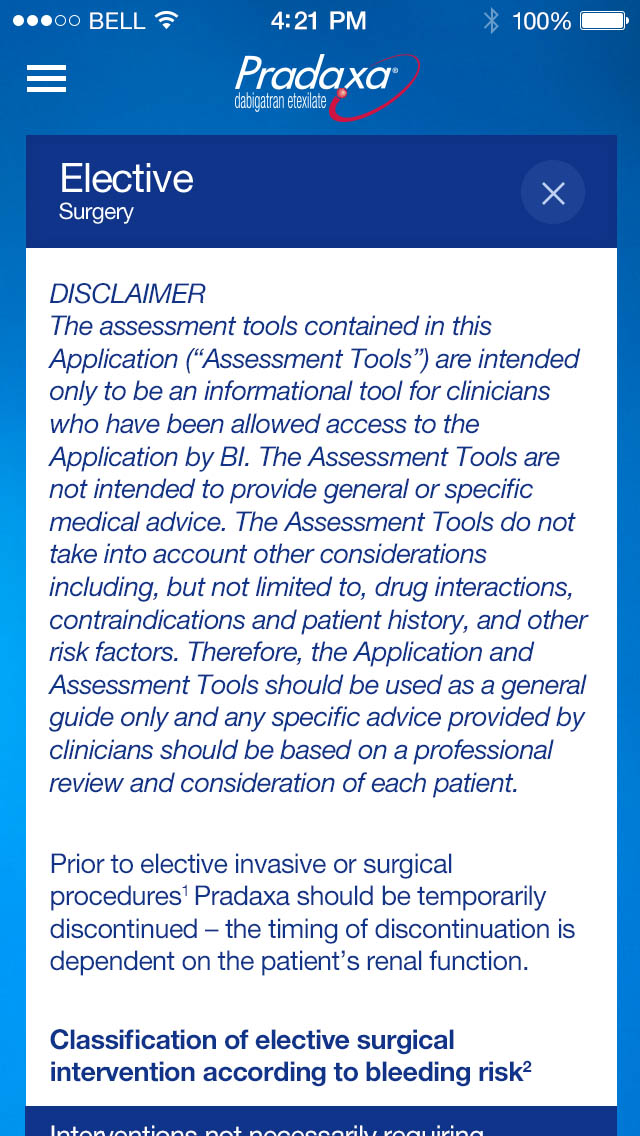 BELL 4:21 PM 100%
Pradaxa®
dabigatran etexilate
Elective
Surgery
DISCLAIMER
The assessment tools contained in this
Application (“Assessment Tools”) are intended
only to be an informational tool for clinicians
who have been allowed access to the
Application by BI. The Assessment Tools are
not intended to provide general or specific
medical advice. The Assessment Tools do not
take into account other considerations
including, but not limited to, drug interactions,
contraindications and patient history, and other
risk factors. Therefore, the Application and
Assessment Tools should be used as a general
guide only and any specific advice provided by
clinicians should be based on a professional
review and consideration of each patient.
Prior to elective invasive or surgical
procedures¹ Pradaxa should be temporarily
discontinued – the timing of discontinuation is
dependent on the patient’s renal function.
Classification of elective surgical
intervention according to bleeding risk²
Interventions not necessarily requiring